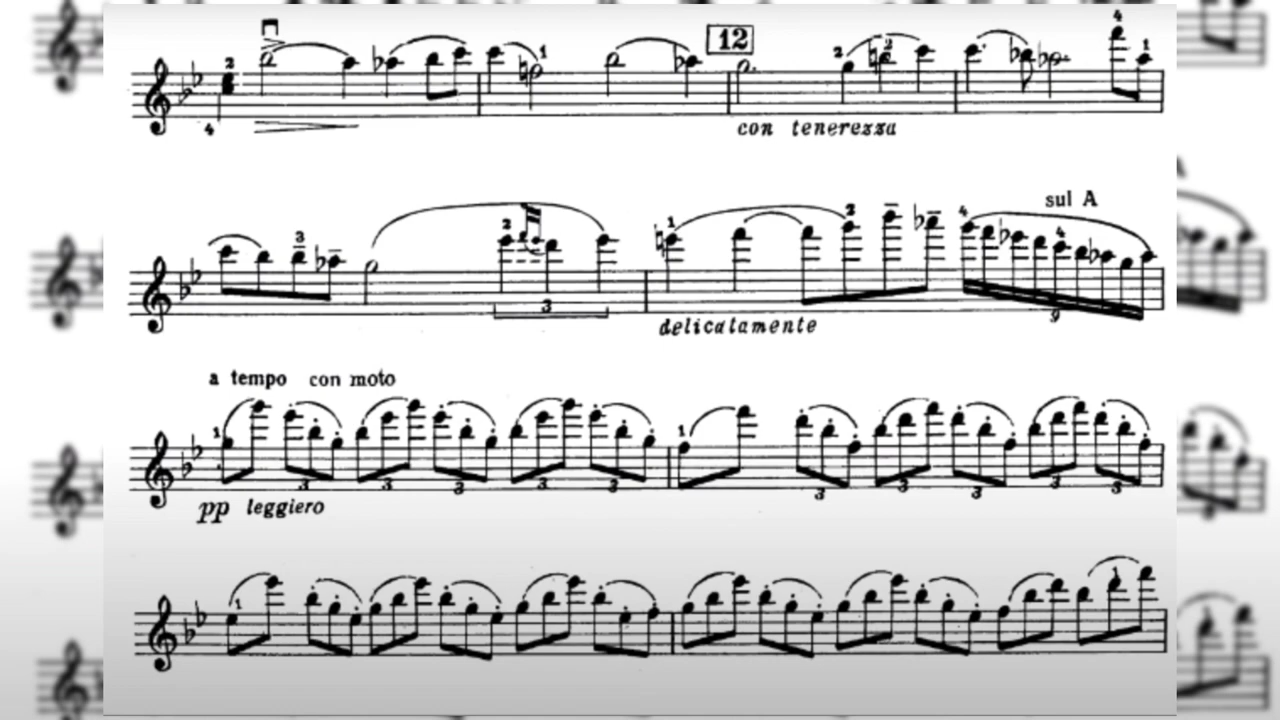 12
con tenerezza
sul A
delicatamente
a tempo con moto
pp leggiero